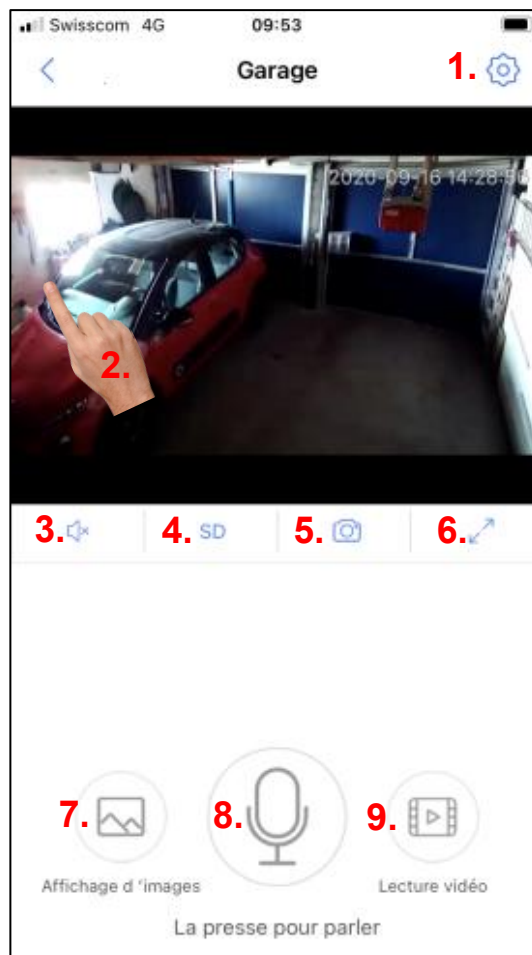 Swisscom 4G 09:53
Garage 1.
2020-09-16 14:28:50
2.
3. 4. SD 5. 6.
7. 8. 9.
Affichage d 'images Lecture vidéo
La presse pour parler